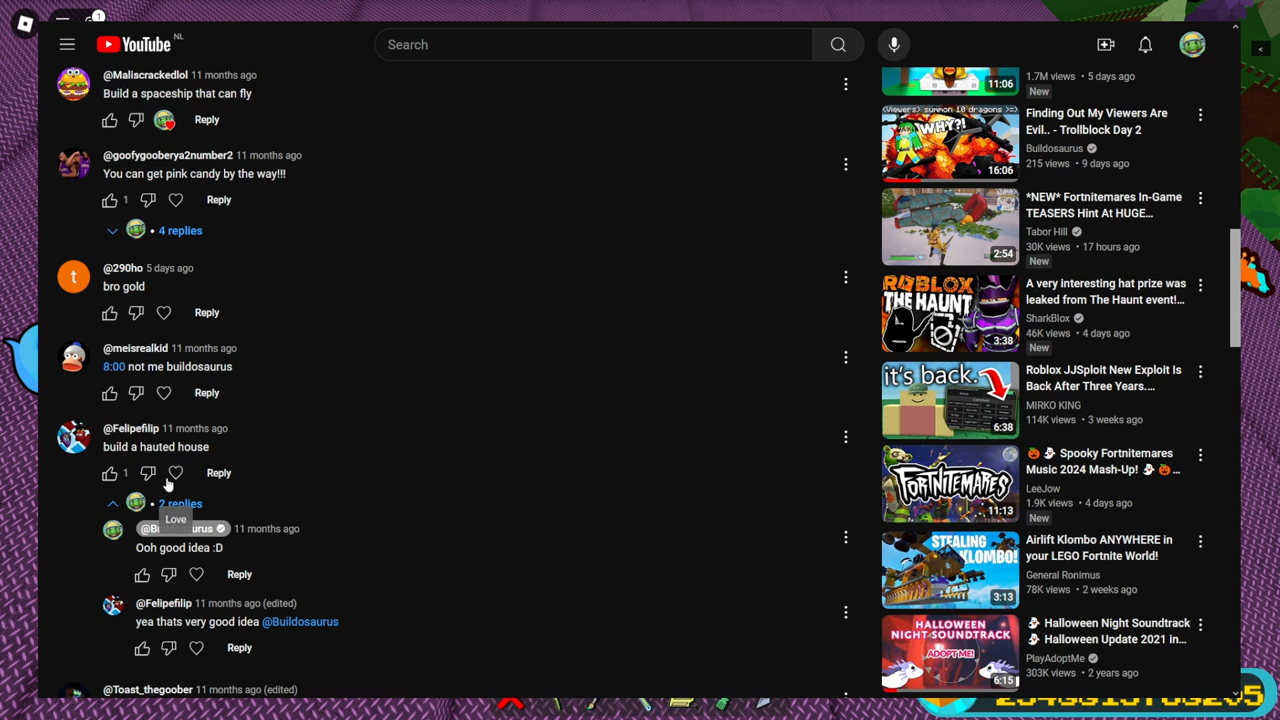 1
YouTube NL
Search
<
@Maliscrackedlol 11 months ago
Build a spaceship that can fly
Reply
@goofygooberya2number2 11 months ago
You can get pink candy by the way!!!
1 Reply
• 4 replies
t
@290ho 5 days ago
bro gold
Reply
@meisrealkid 11 months ago
8:00 not me buildosaurus
Reply
@Felipefilip 11 months ago
build a hauted house
1 Reply
• 2 replies
Love
11 months ago
Ooh good idea :D
Reply
@Felipefilip 11 months ago (edited)
yea thats very good idea @Buildosaurus
Reply
@Toast_thegoober 11 months ago (edited)
11:06
1.7M views • 5 days ago
New
(Viewers) summon 10 dragons >=)
WHY?!
16:06
Finding Out My Viewers Are
Evil.. - Trollblock Day 2
Buildosaurus
215 views • 9 days ago
2:54
*NEW* Fortnitemares In-Game
TEASERS Hint At HUGE...
Tabor Hill
30K views • 17 hours ago
New
ROBLOX
THE HAUNT
3:38
A very interesting hat prize was
leaked from The Haunt event!...
SharkBlox
46K views • 4 days ago
New
it's back.
6:38
Roblox JJSploit New Exploit Is
Back After Three Years....
MIRKO KING
114K views • 3 weeks ago
FORTNITEMARES
11:13
🎃 👻 Spooky Fortnitemares
Music 2024 Mash-Up! 👻 🎃 ...
LeeJow
1.9K views • 4 days ago
New
STEALING
KLOMBO!
3:13
Airlift Klombo ANYWHERE in
your LEGO Fortnite World!
General Ronimus
78K views • 2 weeks ago
HALLOWEEN
NIGHT SOUNDTRACK
ADOPT ME!
6:15
👻 Halloween Night Soundtrack
👻 Halloween Update 2021 in...
PlayAdoptMe
303K views • 2 years ago